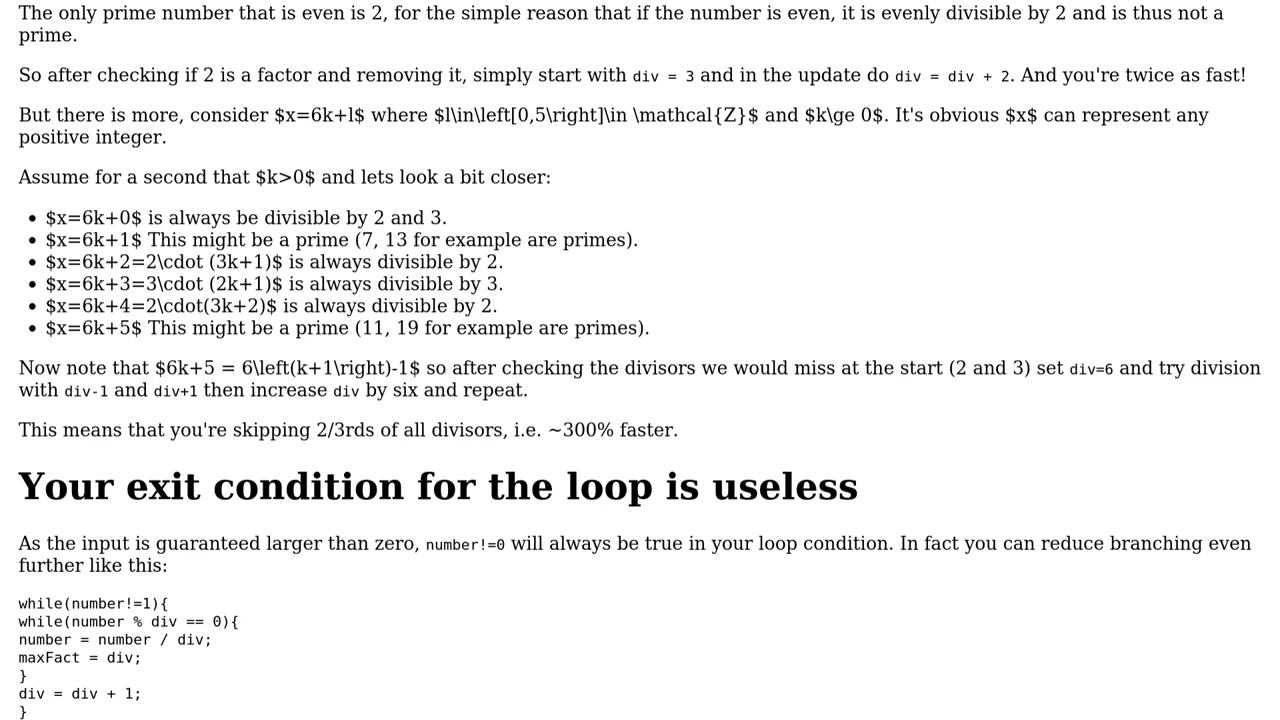 The only prime number that is even is 2, for the simple reason that if the number is even, it is evenly divisible by 2 and is thus not a
prime.
So after checking if 2 is a factor and removing it, simply start with div = 3 and in the update do div = div + 2. And you're twice as fast!
But there is more, consider $x=6k+l$ where $l\in\left[0,5\right]\in \mathcal{Z}$ and $k\ge 0$. It's obvious $x$ can represent any
positive integer.
Assume for a second that $k>0$ and lets look a bit closer:
• $x=6k+0$ is always be divisible by 2 and 3.
• $x=6k+1$ This might be a prime (7, 13 for example are primes).
• $x=6k+2=2\cdot (3k+1)$ is always divisible by 2.
• $x=6k+3=3\cdot (2k+1)$ is always divisible by 3.
• $x=6k+4=2\cdot(3k+2)$ is always divisible by 2.
• $x=6k+5$ This might be a prime (11, 19 for example are primes).
Now note that $6k+5 = 6\left(k+1\right)-1$ so after checking the divisors we would miss at the start (2 and 3) set div=6 and try division
with div-1 and div+1 then increase div by six and repeat.
This means that you're skipping 2/3rds of all divisors, i.e. ~300% faster.
Your exit condition for the loop is useless
As the input is guaranteed larger than zero, number!=0 will always be true in your loop condition. In fact you can reduce branching even
further like this:
while(number!=1){
while(number % div == 0){
number = number / div;
maxFact = div;
}
div = div + 1;
}